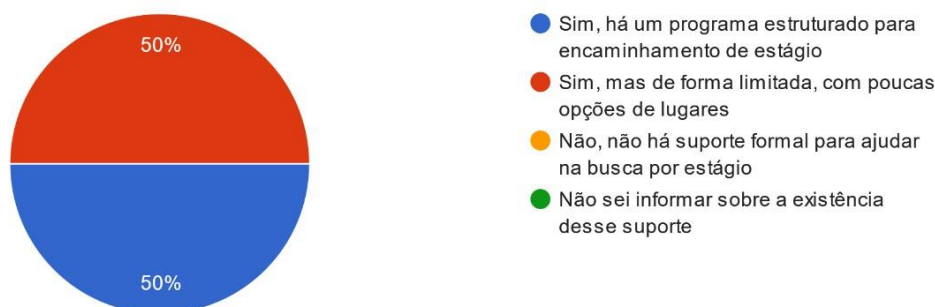 50%
50%
Sim, há um programa estruturado para
encaminhamento de estágio
Sim, mas de forma limitada, com poucas
opções de lugares
Não, não há suporte formal para ajudar
na busca por estágio
Não sei informar sobre a existência
desse suporte